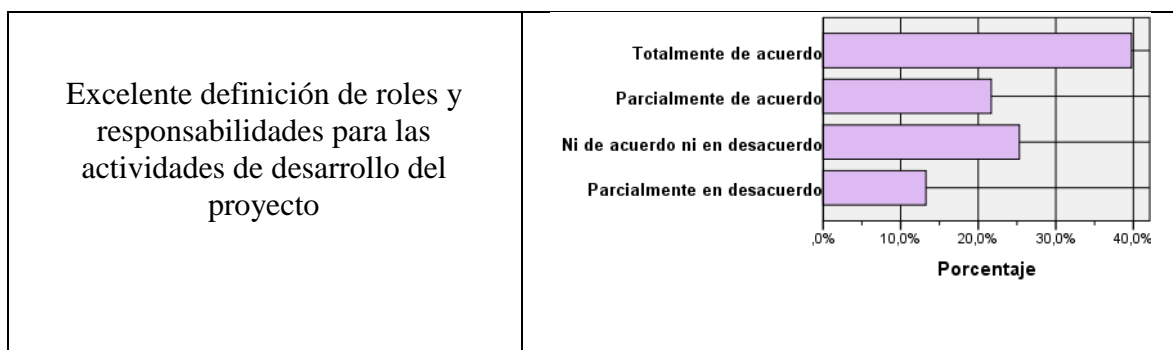 Excelente definición de roles y
responsabilidades para las
actividades de desarrollo del
proyecto
Totalmente de acuerdo
Parcialmente de acuerdo
Ni de acuerdo ni en desacuerdo
Parcialmente en desacuerdo
,0% 10,0% 20,0% 30,0% 40,0%
Porcentaje